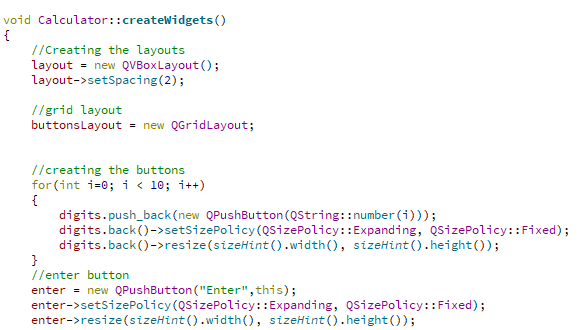 void Calculator::createWidgets()
{
    //Creating the layouts
    layout = new QVBoxLayout();
    layout->setSpacing(2);

    //grid layout
    buttonsLayout = new QGridLayout;


    //creating the buttons
    for(int i=0; i < 10; i++)
    {
        digits.push_back(new QPushButton(QString::number(i)));
        digits.back()->setSizePolicy(QSizePolicy::Expanding, QSizePolicy::Fixed);
        digits.back()->resize(sizeHint().width(), sizeHint().height());
    }
    //enter button
    enter = new QPushButton("Enter",this);
    enter->setSizePolicy(QSizePolicy::Expanding, QSizePolicy::Fixed);
    enter->resize(sizeHint().width(), sizeHint().height());